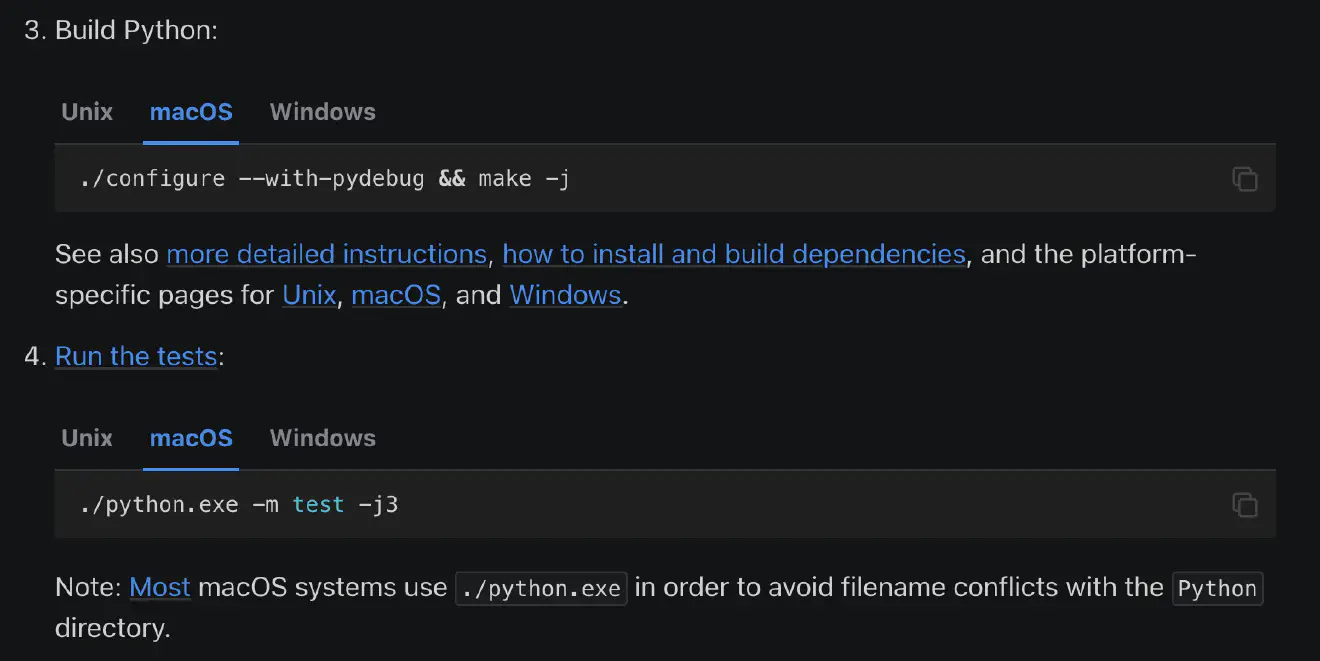 3. Build Python:
Unix macOS Windows
./configure --with-pydebug && make -j
See also more detailed instructions, how to install and build dependencies, and the platform-
specific pages for Unix, macOS, and Windows.
4. Run the tests:
Unix macOS Windows
./python.exe -m test -j3
Note: Most macOS systems use ./python.exe in order to avoid filename conflicts with the Python
directory.